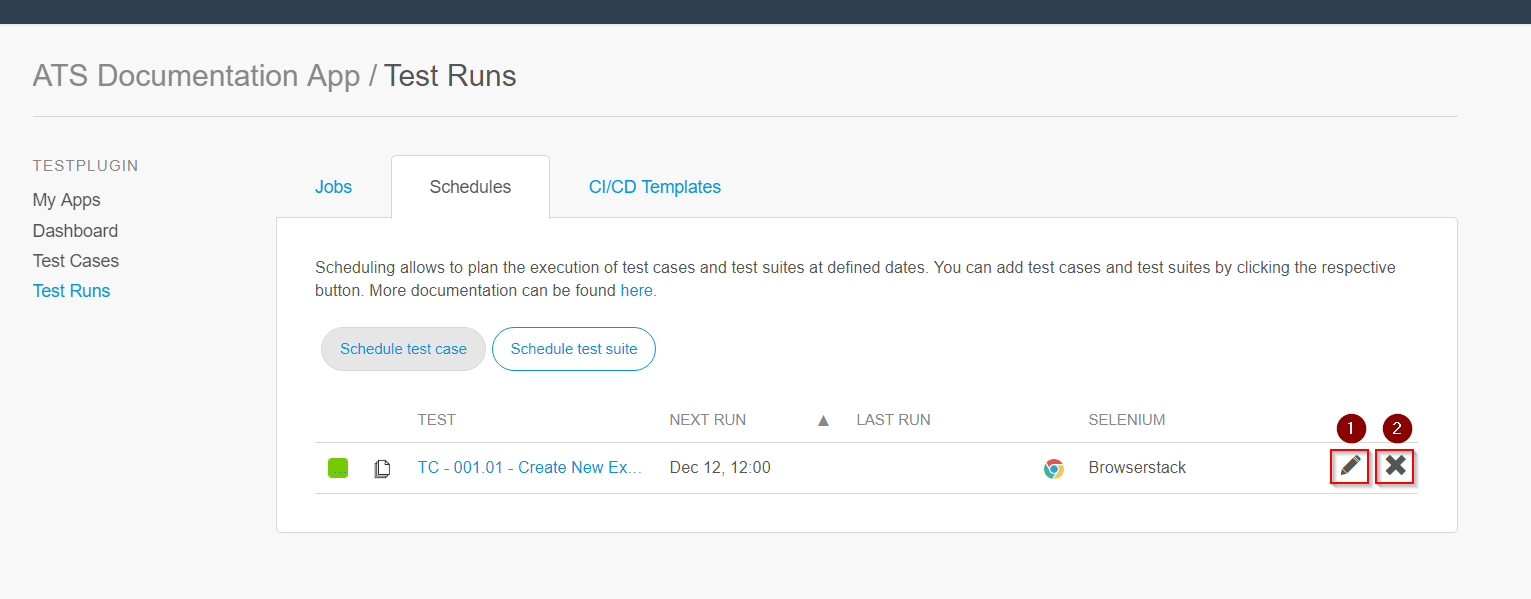 ATS Documentation App / Test Runs
TESTPLUGIN
My Apps
Dashboard
Test Cases
Test Runs
Jobs
Schedules
CI/CD Templates
Scheduling allows to plan the execution of test cases and test suites at defined dates. You can add test cases and test suites by clicking the respective
button. More documentation can be found here.
Schedule test case
Schedule test suite
TEST NEXT RUN ▲ LAST RUN SELENIUM
1 2
... TC - 001.01 - Create New Ex... Dec 12, 12:00 Browserstack